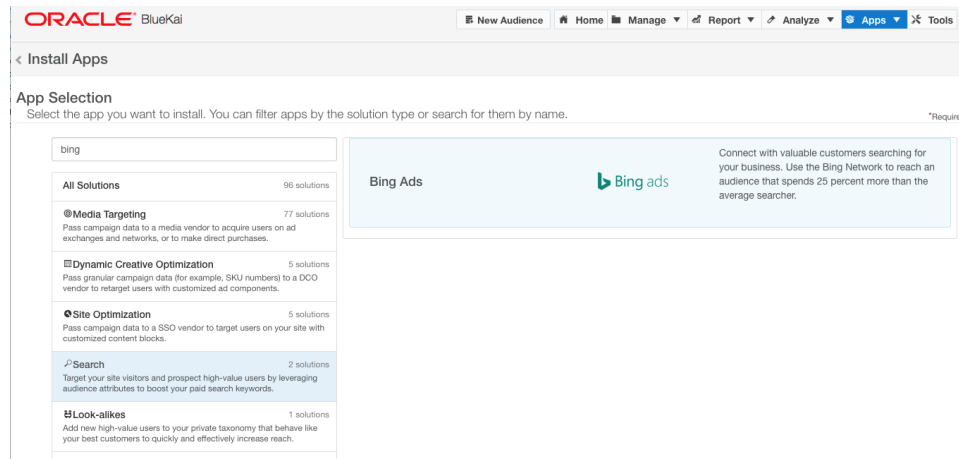 ORACLE® BlueKai
New Audience Home Manage Report Analyze Apps Tools
Install Apps
App Selection
Select the app you want to install. You can filter apps by the solution type or search for them by name.
*Require
bing
All Solutions 96 solutions
Media Targeting 77 solutions
Pass campaign data to a media vendor to acquire users on ad
exchanges and networks, or to make direct purchases.
Dynamic Creative Optimization 5 solutions
Pass granular campaign data (for example, SKU numbers) to a DCO
vendor to retarget users with customized ad components.
Site Optimization 5 solutions
Pass campaign data to a SSO vendor to target users on your site with
customized content blocks.
Search 2 solutions
Target your site visitors and prospect high-value users by leveraging
audience attributes to boost your paid search keywords.
Look-alikes 1 solutions
Add new high-value users to your private taxonomy that behave like
your best customers to quickly and effectively increase reach.
Bing Ads
Bing ads
Connect with valuable customers searching for
your business. Use the Bing Network to reach an
audience that spends 25 percent more than the
average searcher.